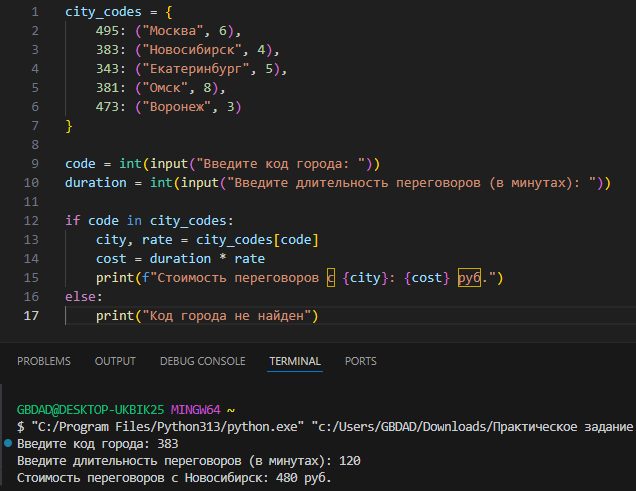 1 city_codes = {
2 495: ("Москва", 6),
3 383: ("Новосибирск", 4),
4 343: ("Екатеринбург", 5),
5 381: ("Омск", 8),
6 473: ("Воронеж", 3)
7 }
8
9 code = int(input("Введите код города: "))
10 duration = int(input("Введите длительность переговоров (в минутах): "))
11
12 if code in city_codes:
13 city, rate = city_codes[code]
14 cost = duration * rate
15 print(f"Стоимость переговоров с {city}: {cost} руб.")
16 else:
17 print("Код города не найден")
PROBLEMS OUTPUT DEBUG CONSOLE TERMINAL PORTS
GBDAD@DESKTOP-UKBIK25 MINGW64 ~
$ "C:/Program Files/Python313/python.exe" "c:/Users/GBDAD/Downloads/Практическое задание
Введите код города: 383
Введите длительность переговоров (в минутах): 120
Стоимость переговоров с Новосибирск: 480 руб.